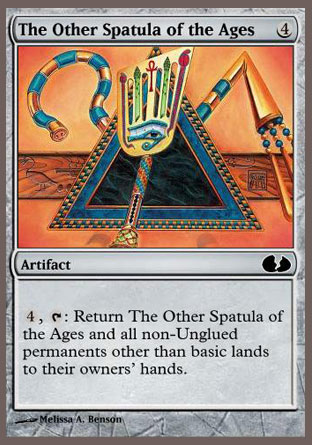 The Other Spatula of the Ages 4
Artifact
4, : Return The Other Spatula of
the Ages and all non-Unglued
permanents other than basic lands
to their owners' hands.
Melissa A. Benson